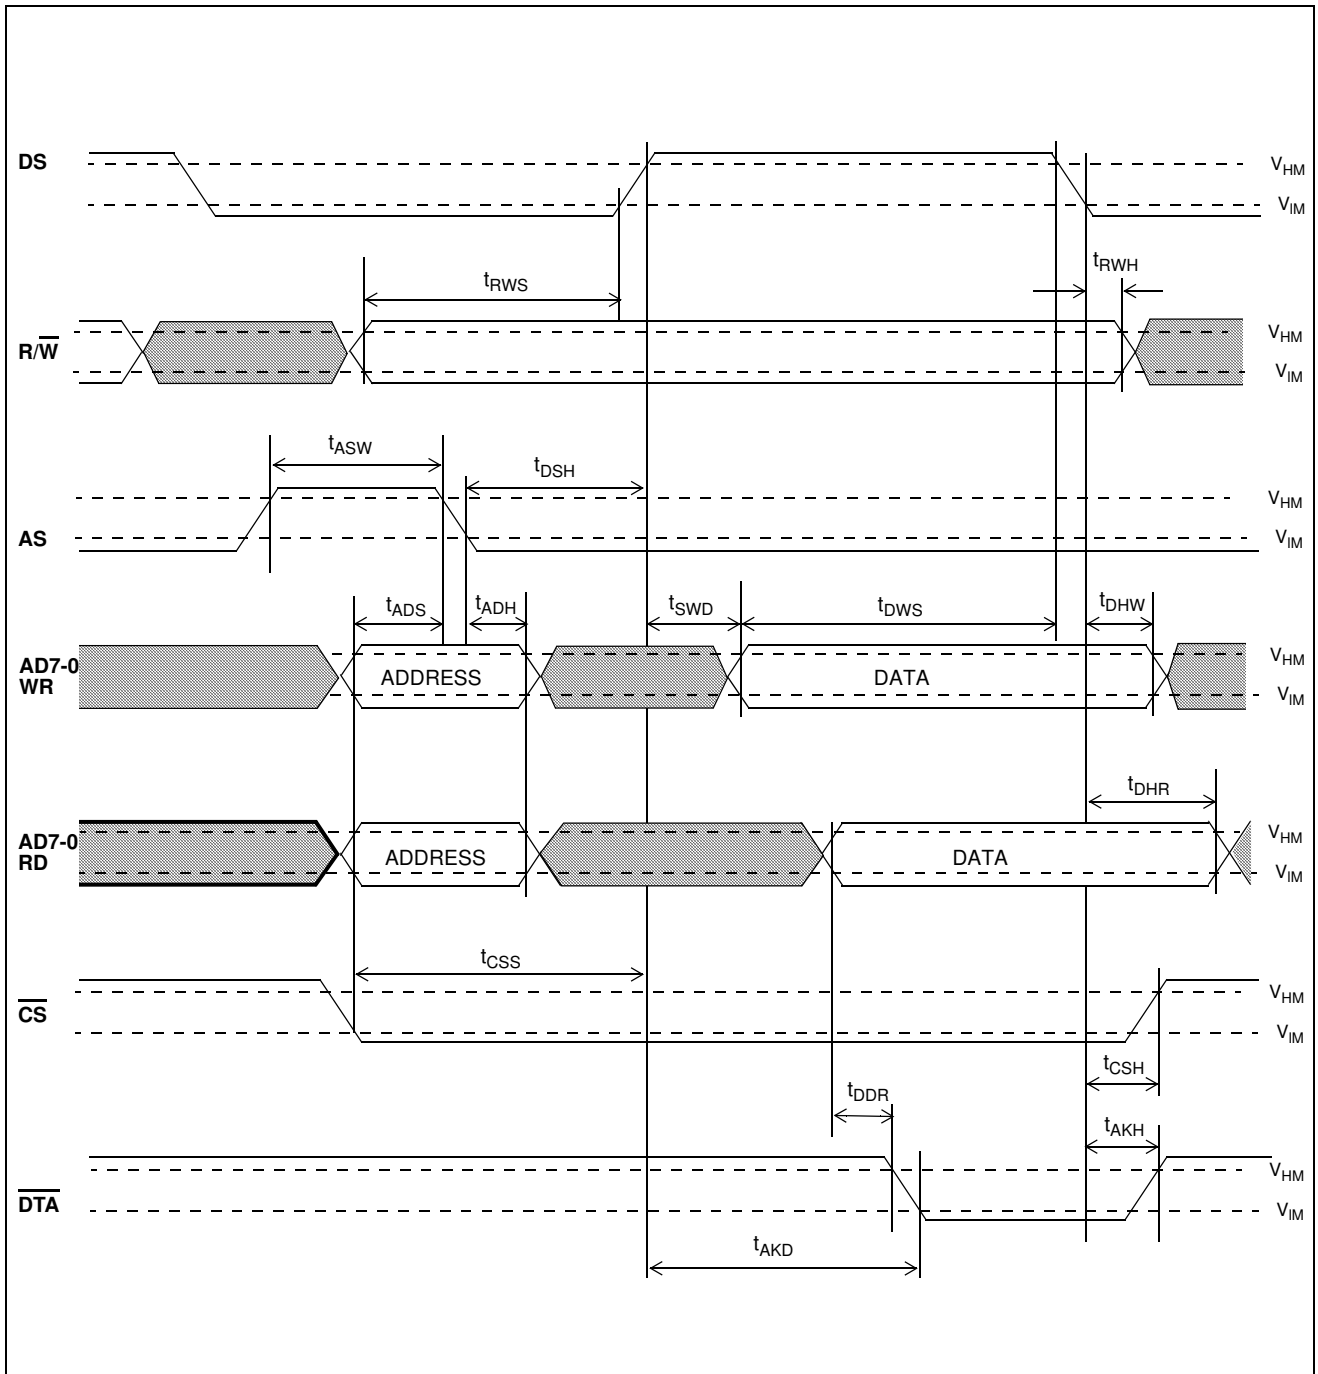 DS
V_HM
V_IM
t_RWH
t_RWS
R/W̅
V_HM
V_IM
t_ASW
t_DSH
V_HM
AS
V_IM
t_ADS
t_ADH
t_SWD
t_DWS
t_DHW
AD7-0
WR
ADDRESS
DATA
V_HM
V_IM
t_DHR
AD7-0
RD
ADDRESS
DATA
V_HM
V_IM
t_CSS
C̅S̅
V_HM
V_IM
t_CSH
t_DDR
t_AKH
D̅T̅A̅
V_HM
V_IM
t_AKD